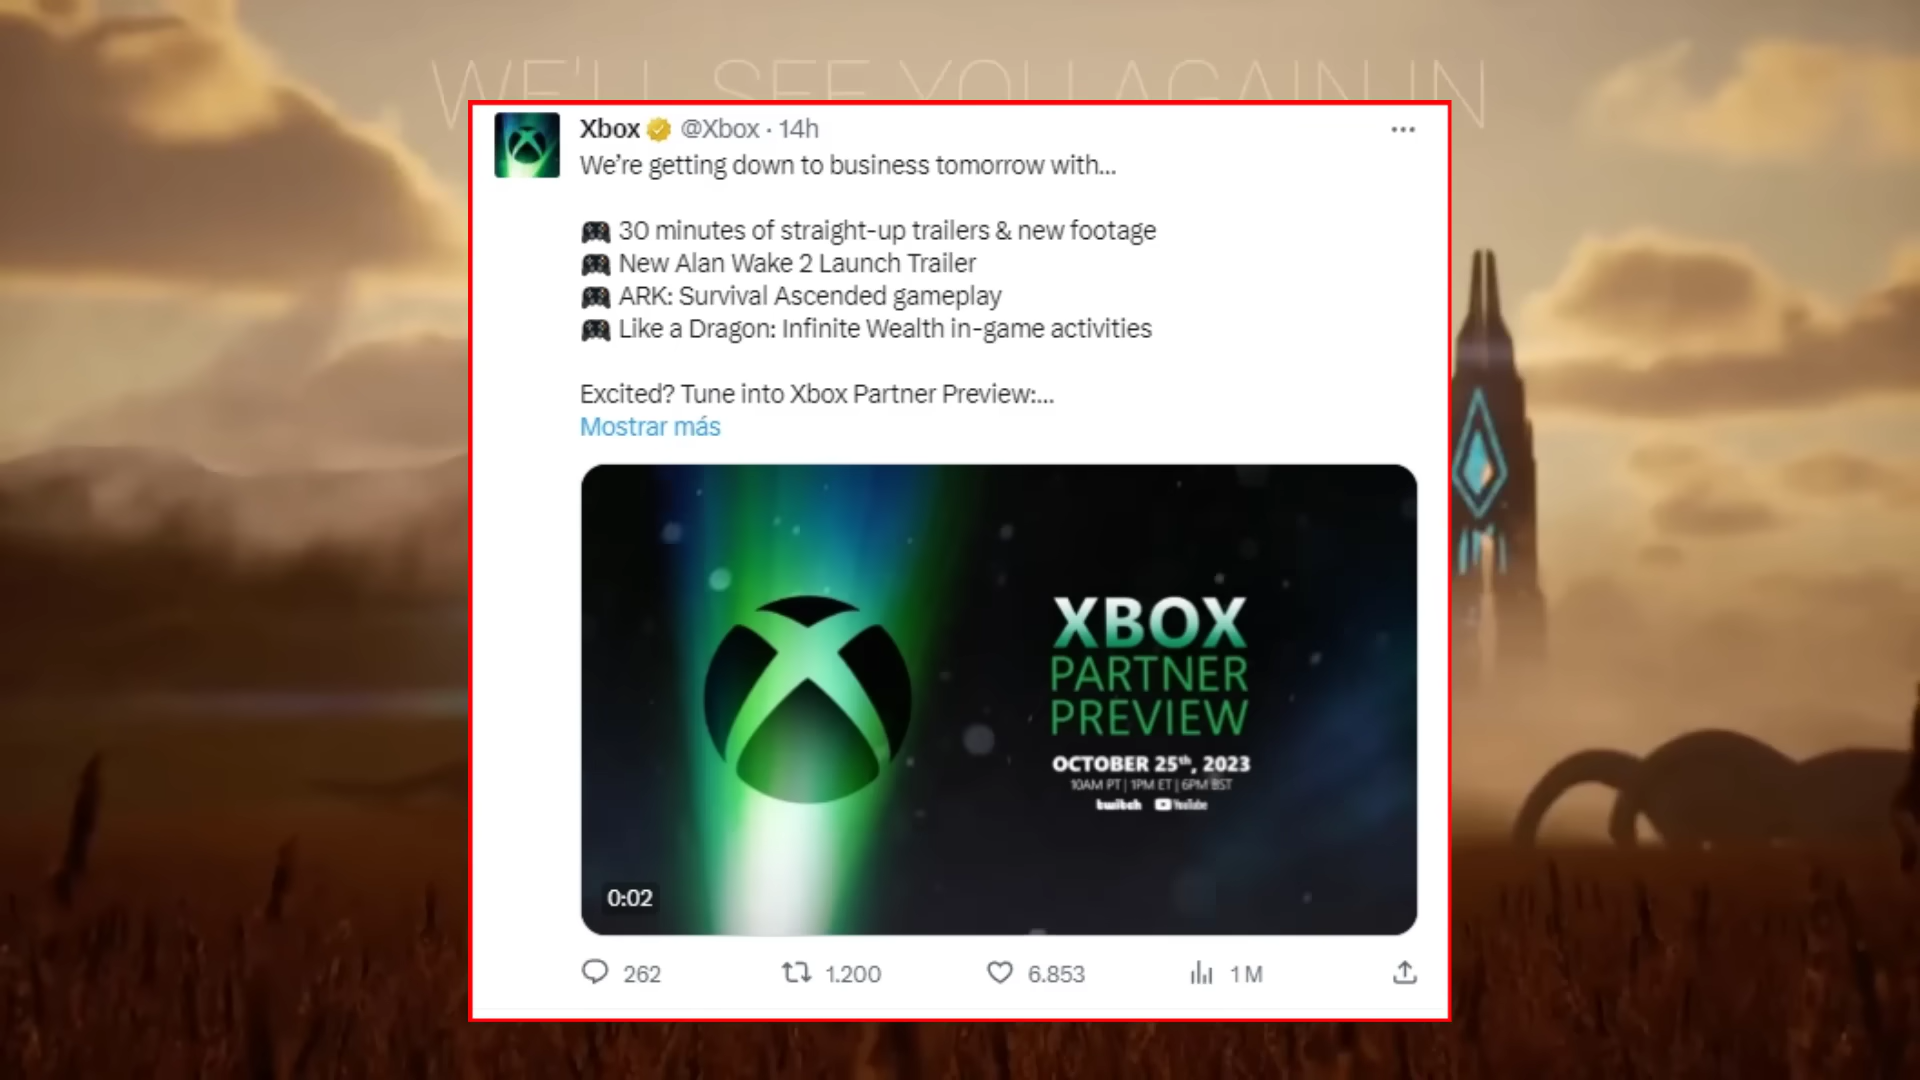 WE'LL SEE YOU AGAIN IN
Xbox @Xbox · 14h
We're getting down to business tomorrow with...
🎮 30 minutes of straight-up trailers & new footage
🎮 New Alan Wake 2 Launch Trailer
🎮 ARK: Survival Ascended gameplay
🎮 Like a Dragon: Infinite Wealth in-game activities
Excited? Tune into Xbox Partner Preview:...
Mostrar más
XBOX
PARTNER
PREVIEW
OCTOBER 25th, 2023
10AM PT | 1PM ET | 6PM BST
twitch YouTube
0:02
262 1.200 6.853 1 M